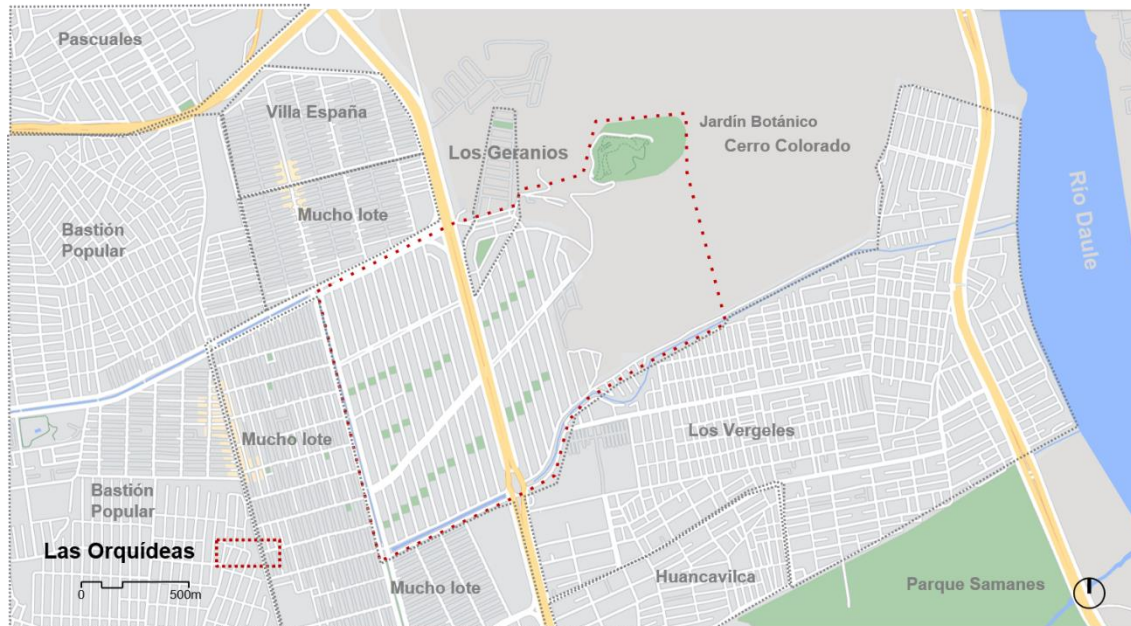 Pascuales
Villa España
Jardín Botánico
Los Geranios
Cerro Colorado
Mucho lote
Bastión
Popular
Río Daule
Los Vergeles
Mucho lote
Bastión
Popular
Las Orquídeas
Huancavilca
Mucho lote
Parque Samanes
0
500m